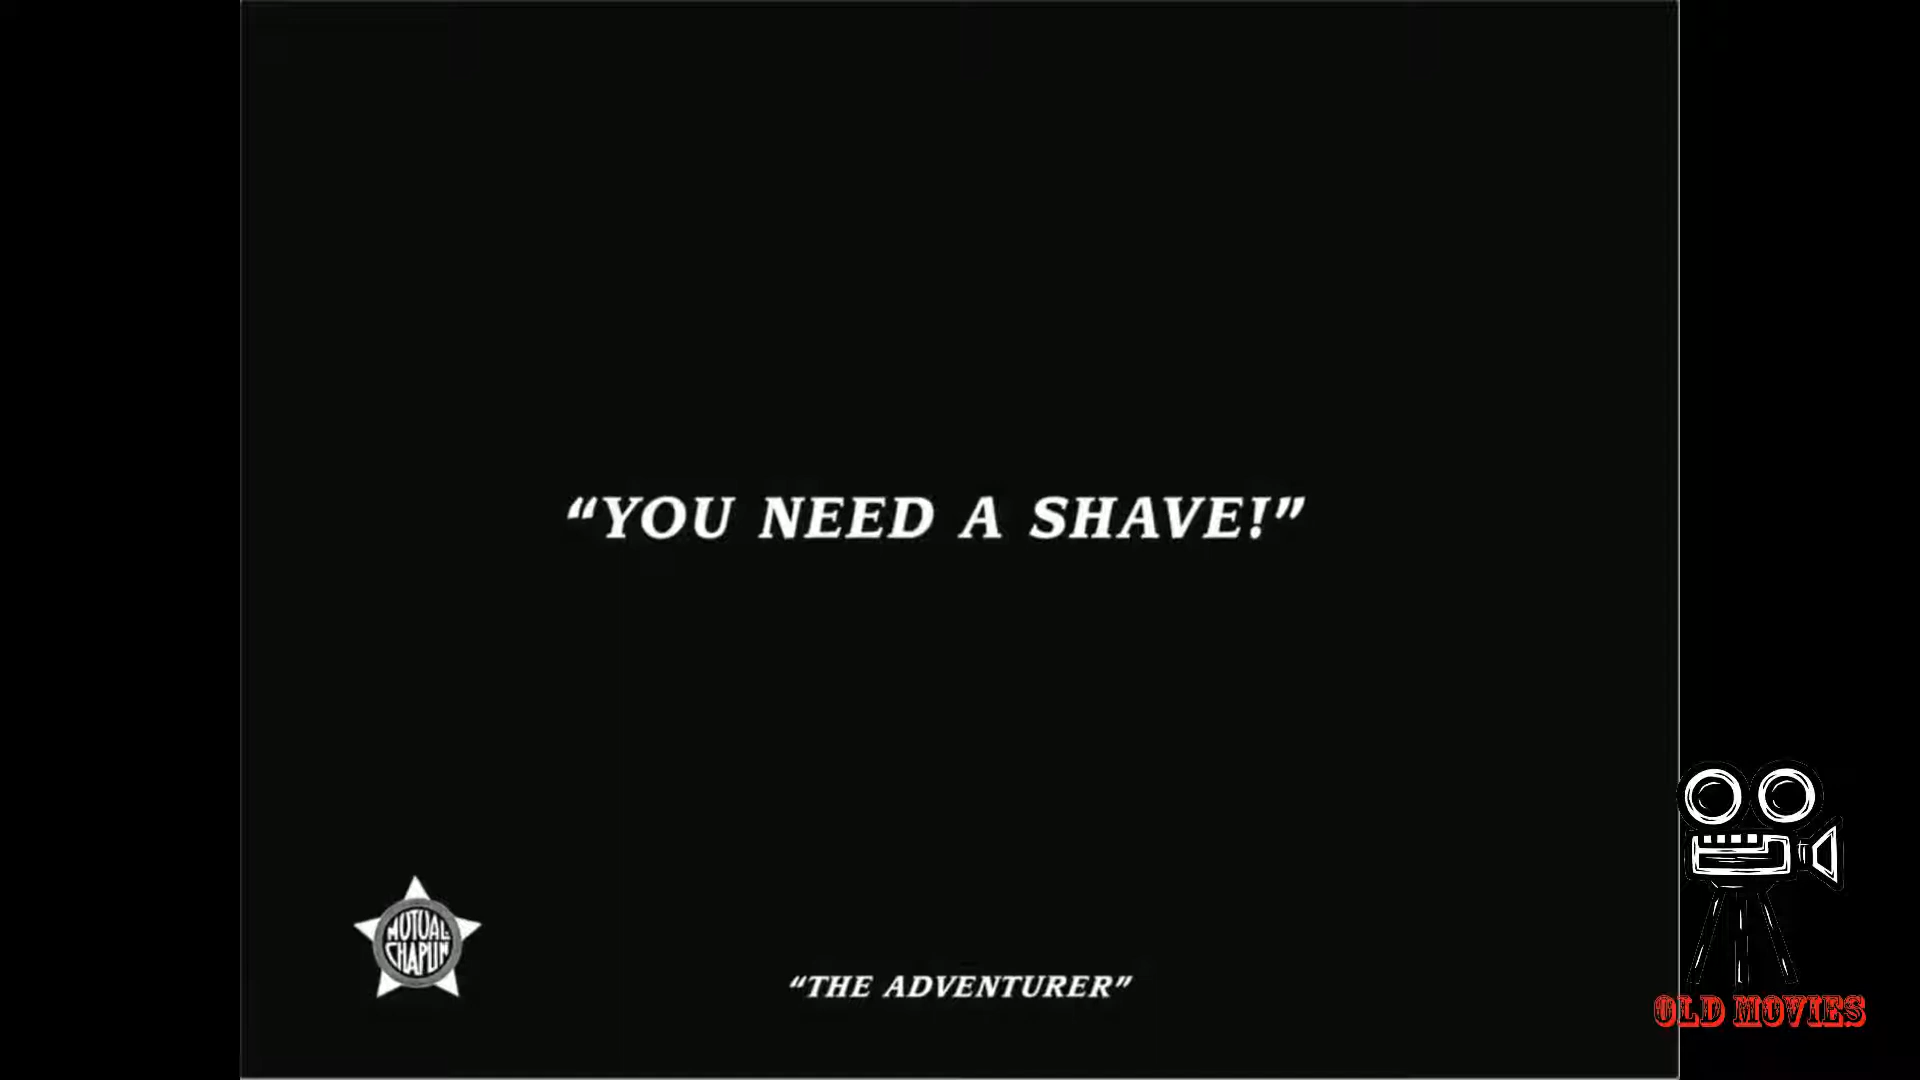 “YOU NEED A SHAVE!”
MUTUAL
CHAPLIN
“THE ADVENTURER”
OLD MOVIES